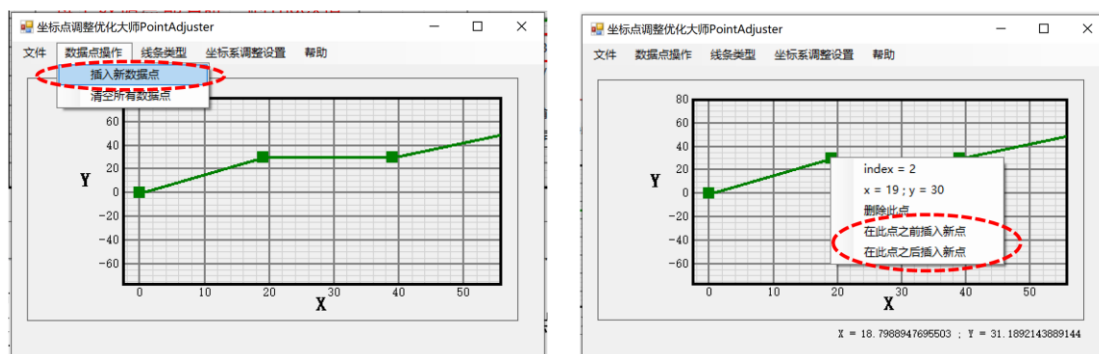 坐标点调整优化大师PointAdjuster
文件 数据点操作 线条类型 坐标系调整设置 帮助
插入新数据点
清空所有数据点
60
40
20
0
-20
-40
-60
Y
0 10 20 30 40 50
X
坐标点调整优化大师PointAdjuster
文件 数据点操作 线条类型 坐标系调整设置 帮助
80
60
40
20
0
-20
-40
-60
Y
index = 2
x = 19 ; y = 30
删除此点
在此点之前插入新点
在此点之后插入新点
0 10 20 30 40 50
X
X = 18.7988947695503 ; Y = 31.1892143889144